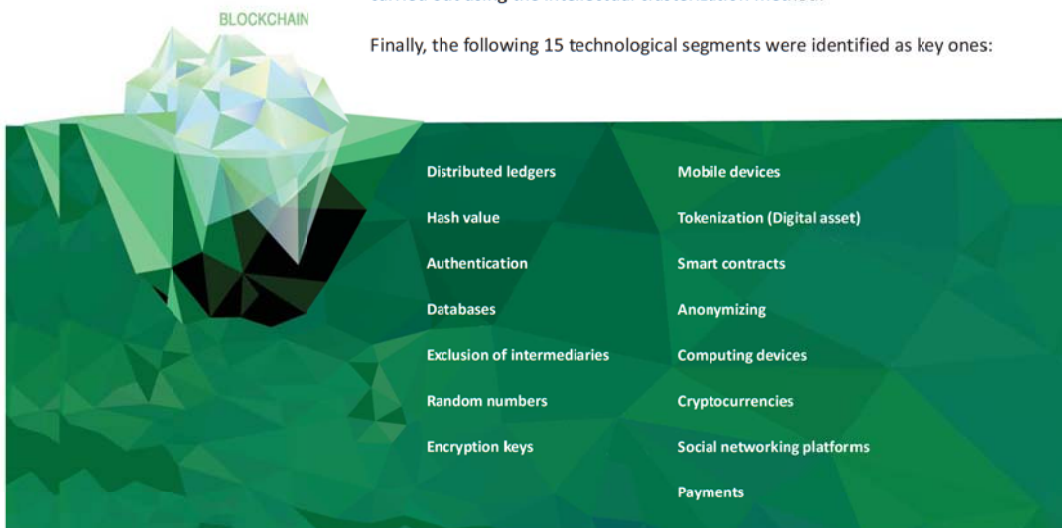 BLOCKCHAIN
Finally, the following 15 technological segments were identified as key ones:
Distributed ledgers
Hash value
Authentication
Databases
Exclusion of intermediaries
Random numbers
Encryption keys
Mobile devices
Tokenization (Digital asset)
Smart contracts
Anonymizing
Computing devices
Cryptocurrencies
Social networking platforms
Payments